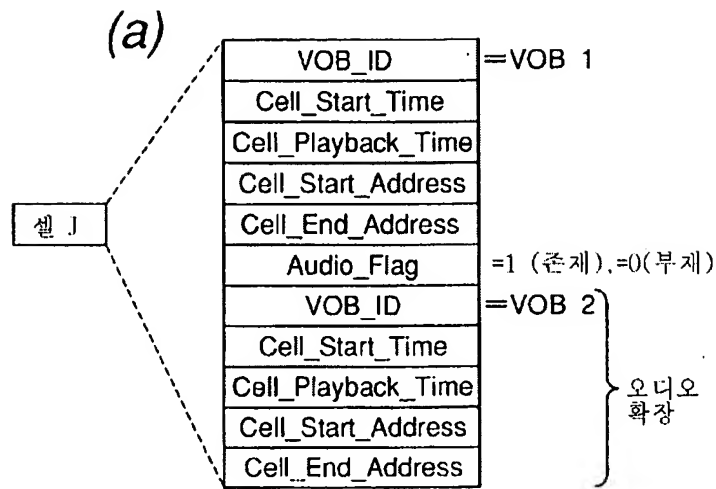 (a)
VOB_ID =VOB 1
Cell_Start_Time
Cell_Playback_Time
Cell_Start_Address
셀 J
Cell_End_Address
Audio_Flag =1 (존재),=0(부재)
VOB_ID =VOB 2
Cell_Start_Time
Cell_Playback_Time
오디오
확장
Cell_Start_Address
Cell_End_Address